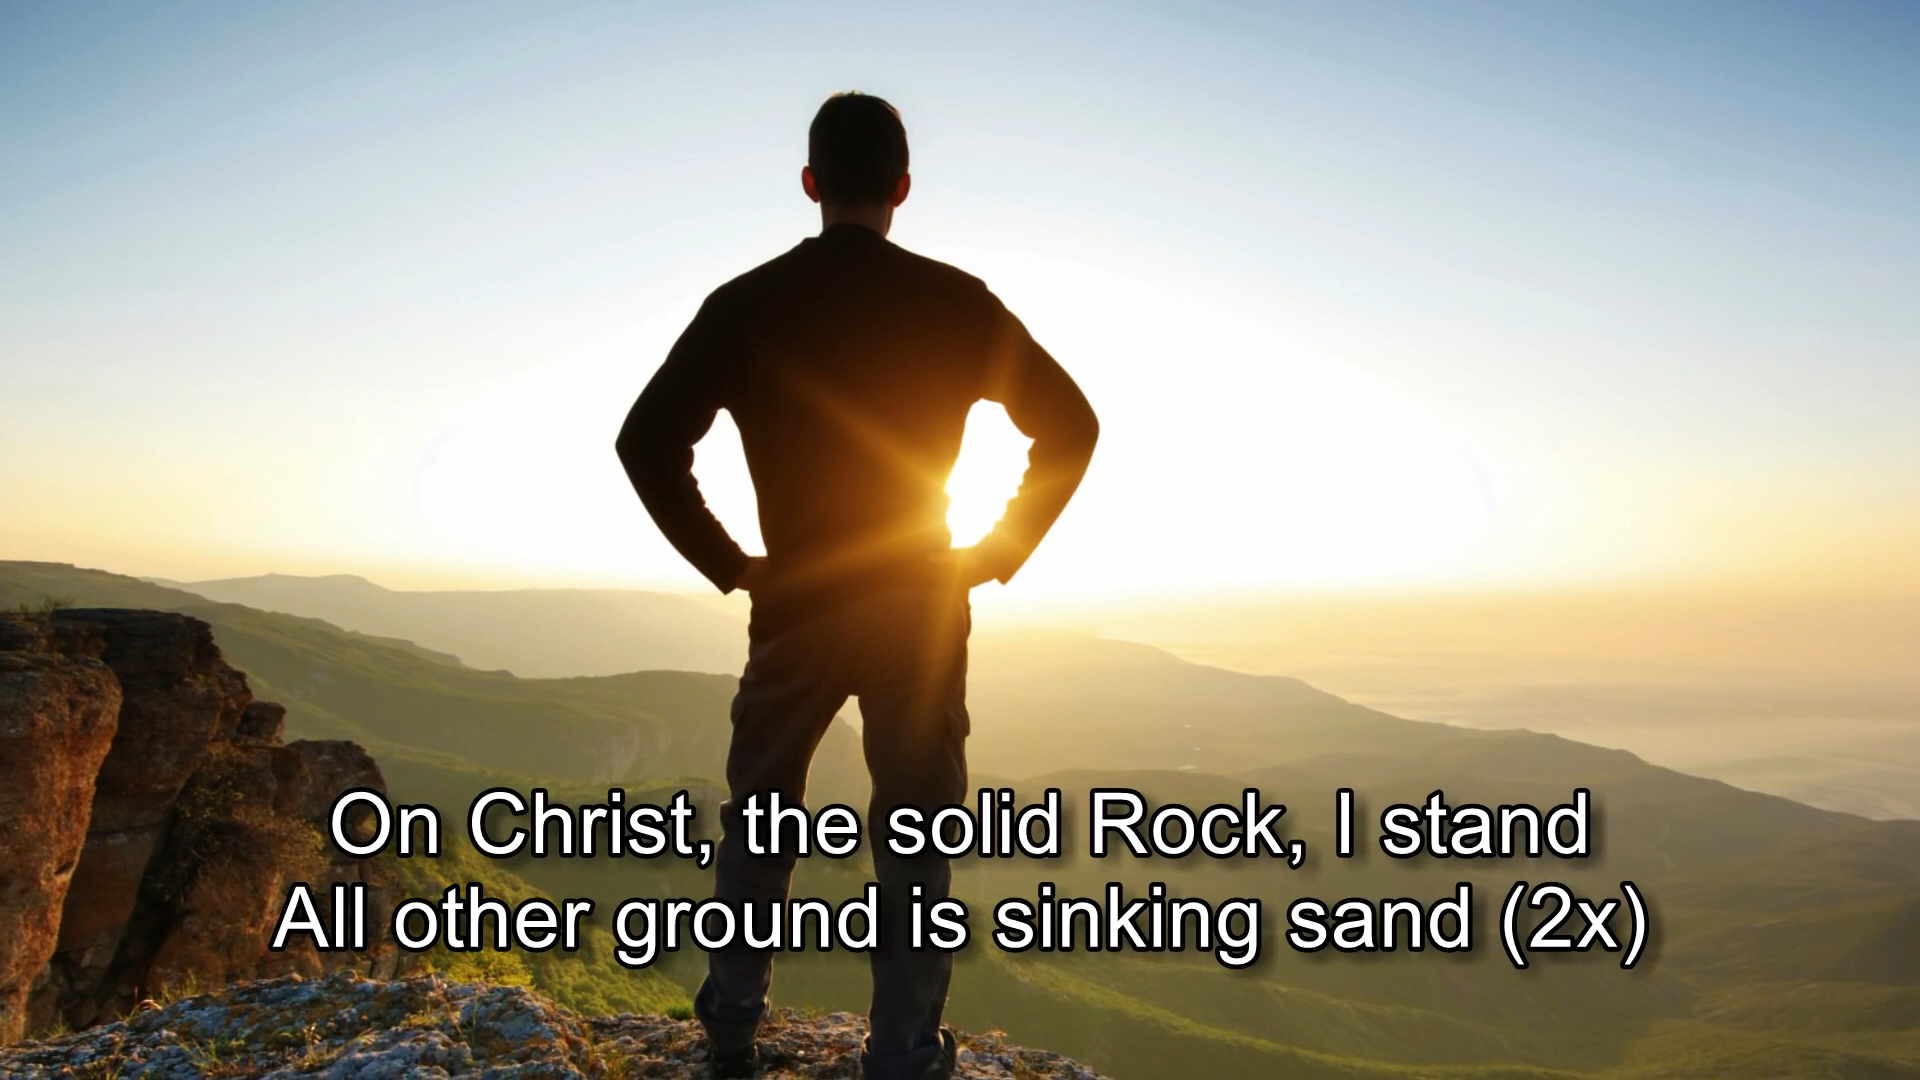 On Christ, the solid Rock, I stand
All other ground is sinking sand (2x)